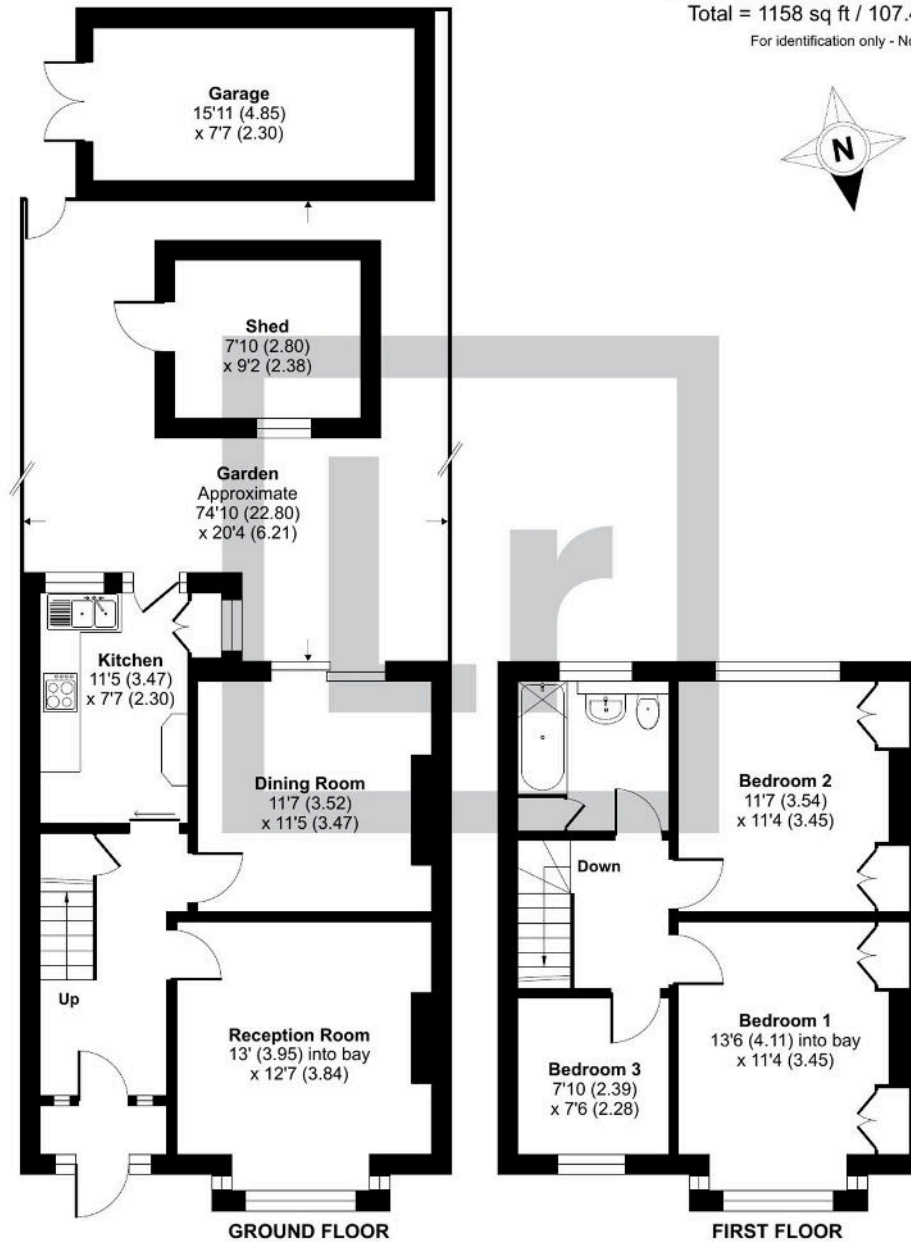 Total = 1158 sq ft / 107.4
For identification only - No
N
Garage
15'11 (4.85)
x 7'7 (2.30)
Shed
7'10 (2.80)
x 9'2 (2.38)
Garden
Approximate
74'10 (22.80)
x 20'4 (6.21)
Kitchen
11'5 (3.47)
x 7'7 (2.30)
Dining Room
11'7 (3.52)
x 11'5 (3.47)
Up
Reception Room
13' (3.95) into bay
x 12'7 (3.84)
GROUND FLOOR
Bedroom 2
11'7 (3.54)
x 11'4 (3.45)
Down
Bedroom 1
13'6 (4.11) into bay
x 11'4 (3.45)
Bedroom 3
7'10 (2.39)
x 7'6 (2.28)
FIRST FLOOR